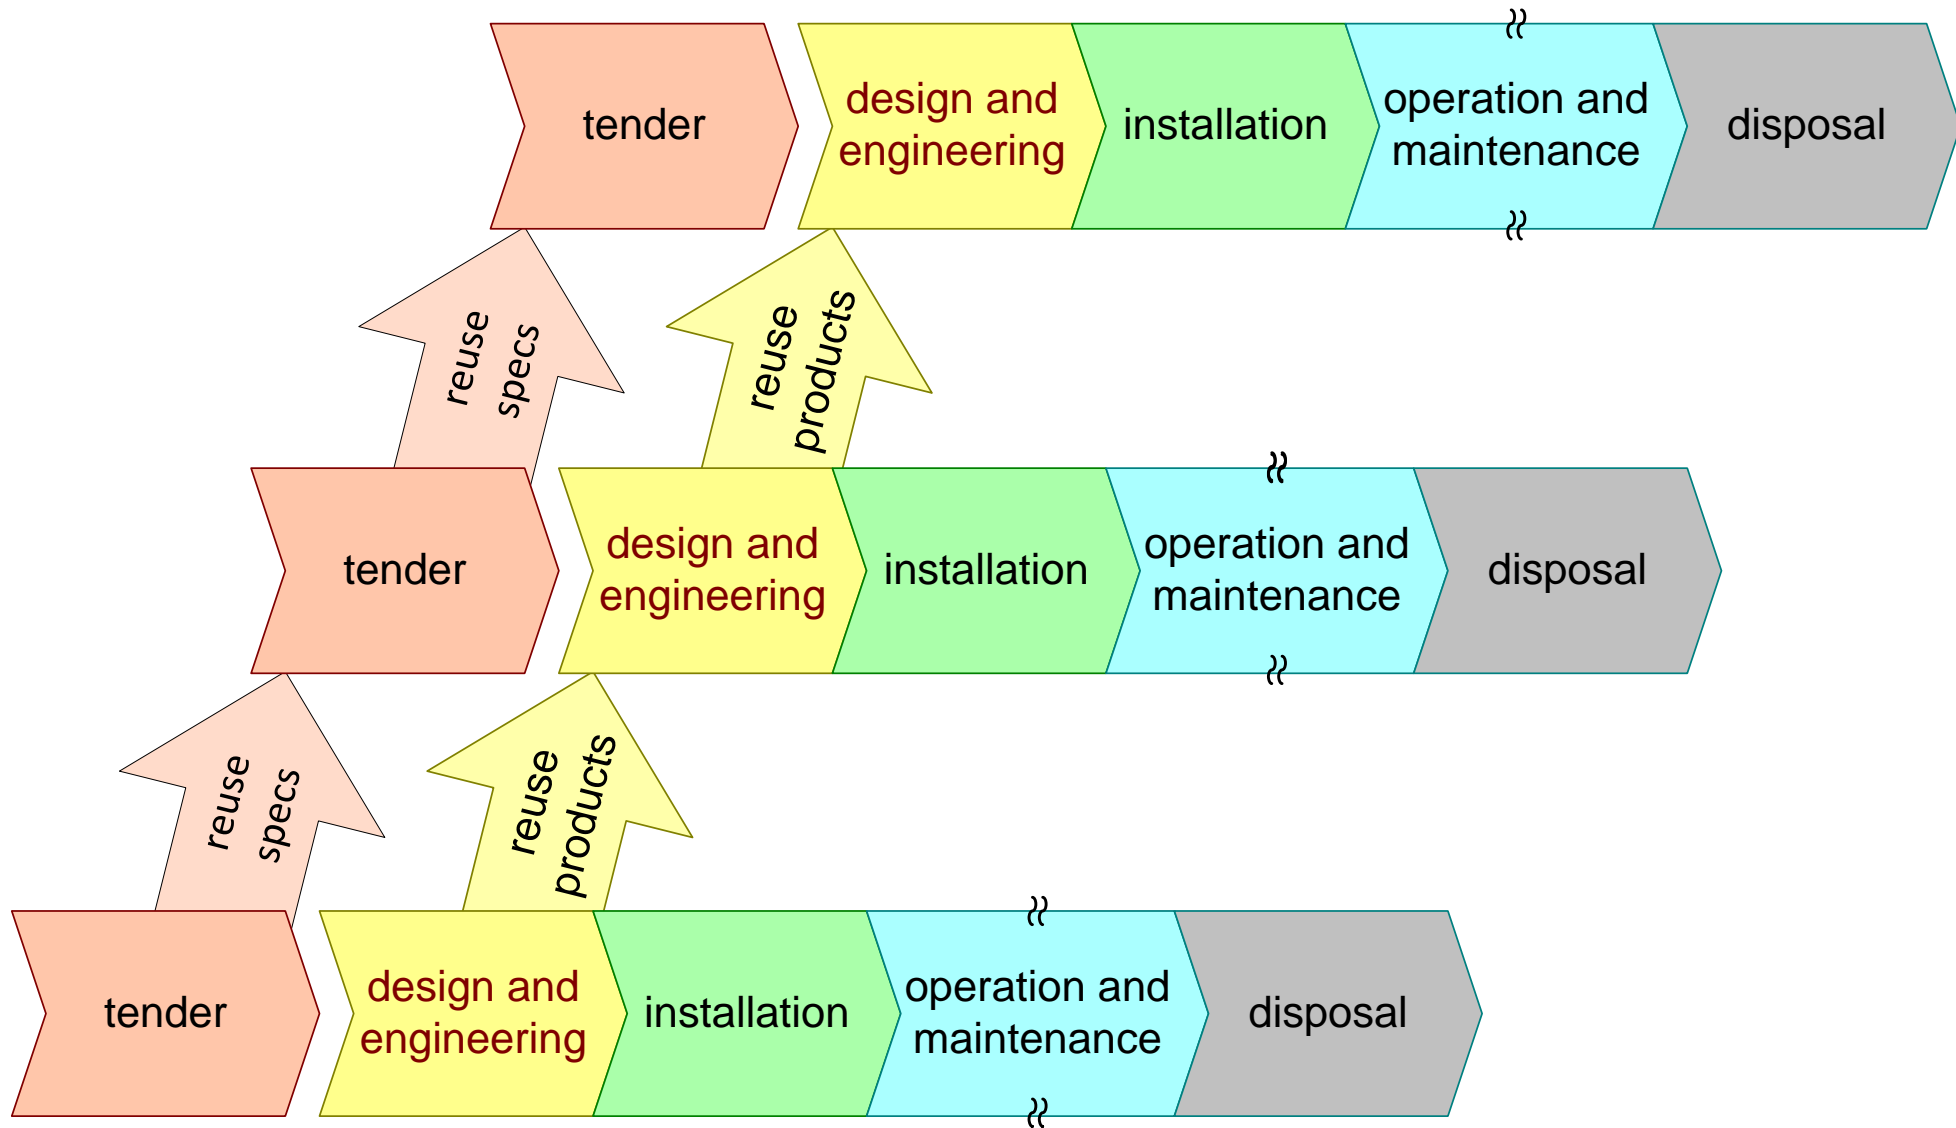 tender
design and
engineering
installation
operation and
maintenance
disposal
reuse
specs
reuse
products
tender
design and
engineering
installation
operation and
maintenance
disposal
reuse
specs
reuse
products
tender
design and
engineering
installation
operation and
maintenance
disposal